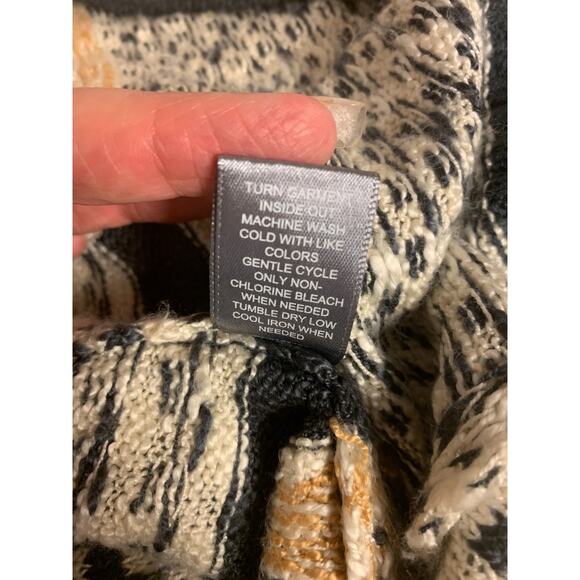 TURN GARMENT
INSIDE OUT
MACHINE WASH
COLD WITH LIKE
COLORS
GENTLE CYCLE
ONLY NON-
CHLORINE BLEACH
WHEN NEEDED
TUMBLE DRY LOW
COOL IRON WHEN
NEEDED